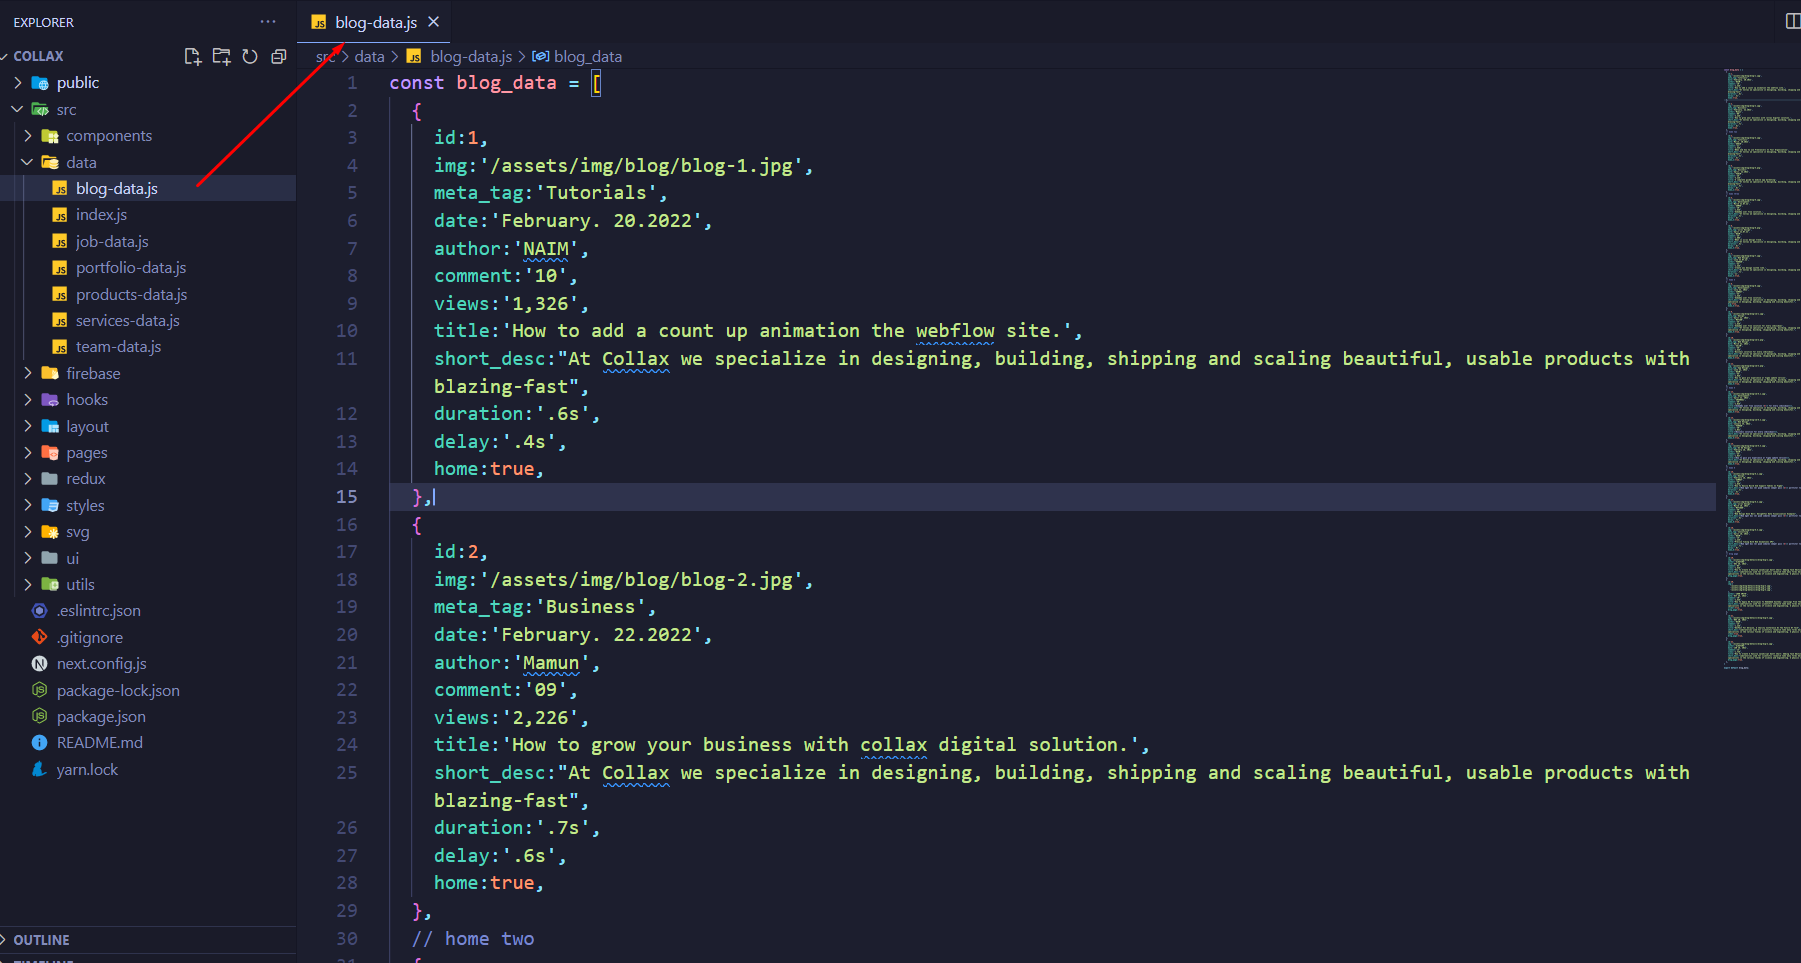 EXPLORER
COLLAX
public
src
components
data
blog-data.js
index.js
job-data.js
portfolio-data.js
products-data.js
services-data.js
team-data.js
firebase
hooks
layout
pages
redux
styles
svg
ui
utils
.eslintrc.json
.gitignore
next.config.js
package-lock.json
package.json
README.md
yarn.lock
OUTLINE
TIMELINE
JS blog-data.js
src > data > JS blog-data.js > blog_data
1 const blog_data = [
2 {
3 id:1,
4 img:'/assets/img/blog/blog-1.jpg',
5 meta_tag:'Tutorials',
6 date:'February. 20.2022',
7 author:'NAIM',
8 comment:'10',
9 views:'1,326',
10 title:'How to add a count up animation the webflow site.',
11 short_desc:"At Collax we specialize in designing, building, shipping and scaling beautiful, usable products with
blazing-fast",
12 duration:'.6s',
13 delay:'.4s',
14 home:true,
15 },
16 {
17 id:2,
18 img:'/assets/img/blog/blog-2.jpg',
19 meta_tag:'Business',
20 date:'February. 22.2022',
21 author:'Mamun',
22 comment:'09',
23 views:'2,226',
24 title:'How to grow your business with collax digital solution.',
25 short_desc:"At Collax we specialize in designing, building, shipping and scaling beautiful, usable products with
blazing-fast",
26 duration:'.7s',
27 delay:'.6s',
28 home:true,
29 },
30 // home two
31 {